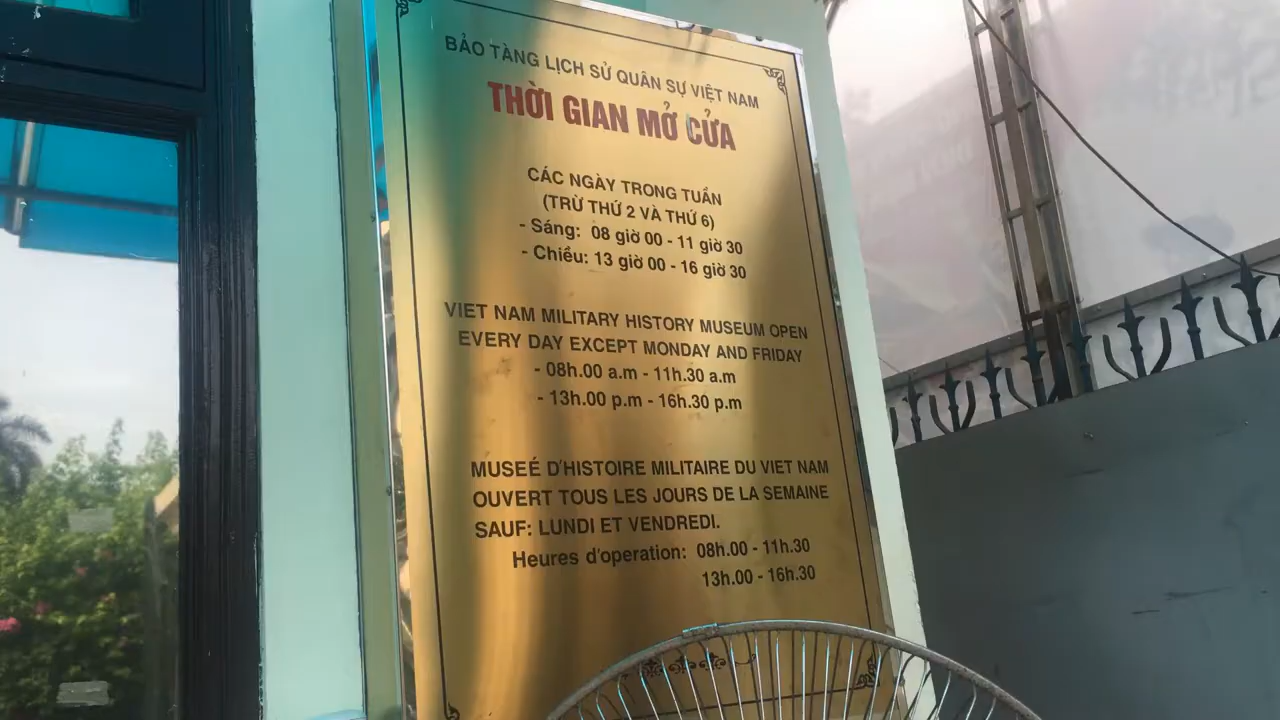 BẢO TÀNG LỊCH SỬ QUÂN SỰ VIỆT NAM
THỜI GIAN MỞ CỬA
CÁC NGÀY TRONG TUẦN
(TRỪ THỨ 2 VÀ THỨ 6)
- Sáng: 08 giờ 00 - 11 giờ 30
- Chiều: 13 giờ 00 - 16 giờ 30
VIET NAM MILITARY HISTORY MUSEUM OPEN
EVERY DAY EXCEPT MONDAY AND FRIDAY
- 08h.00 a.m - 11h.30 a.m
- 13h.00 p.m - 16h.30 p.m
MUSEÉ D'HISTOIRE MILITAIRE DU VIET NAM
OUVERT TOUS LES JOURS DE LA SEMAINE
SAUF: LUNDI ET VENDREDI.
Heures d'operation: 08h.00 - 11h.30
13h.00 - 16h.30